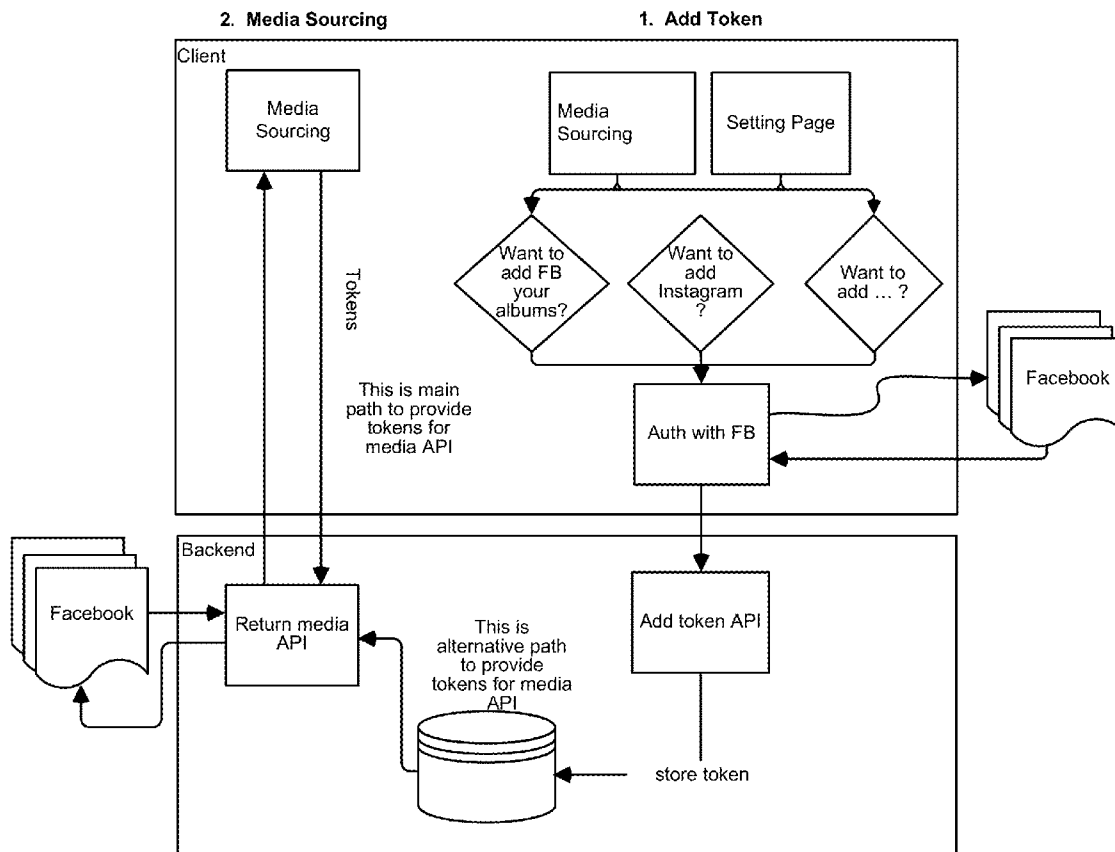 2. Media Sourcing
1. Add Token
Client
Media
Sourcing
Media
Sourcing
Setting Page
Want to
add FB
your
albums?
Want to
add
Instagram
?
Want to
add ... ?
Tokens
This is main
path to provide
tokens for
media API
Auth with FB
Facebook
Backend
Facebook
Return media
API
This is
alternative path
to provide
tokens for media
API
Add token API
store token